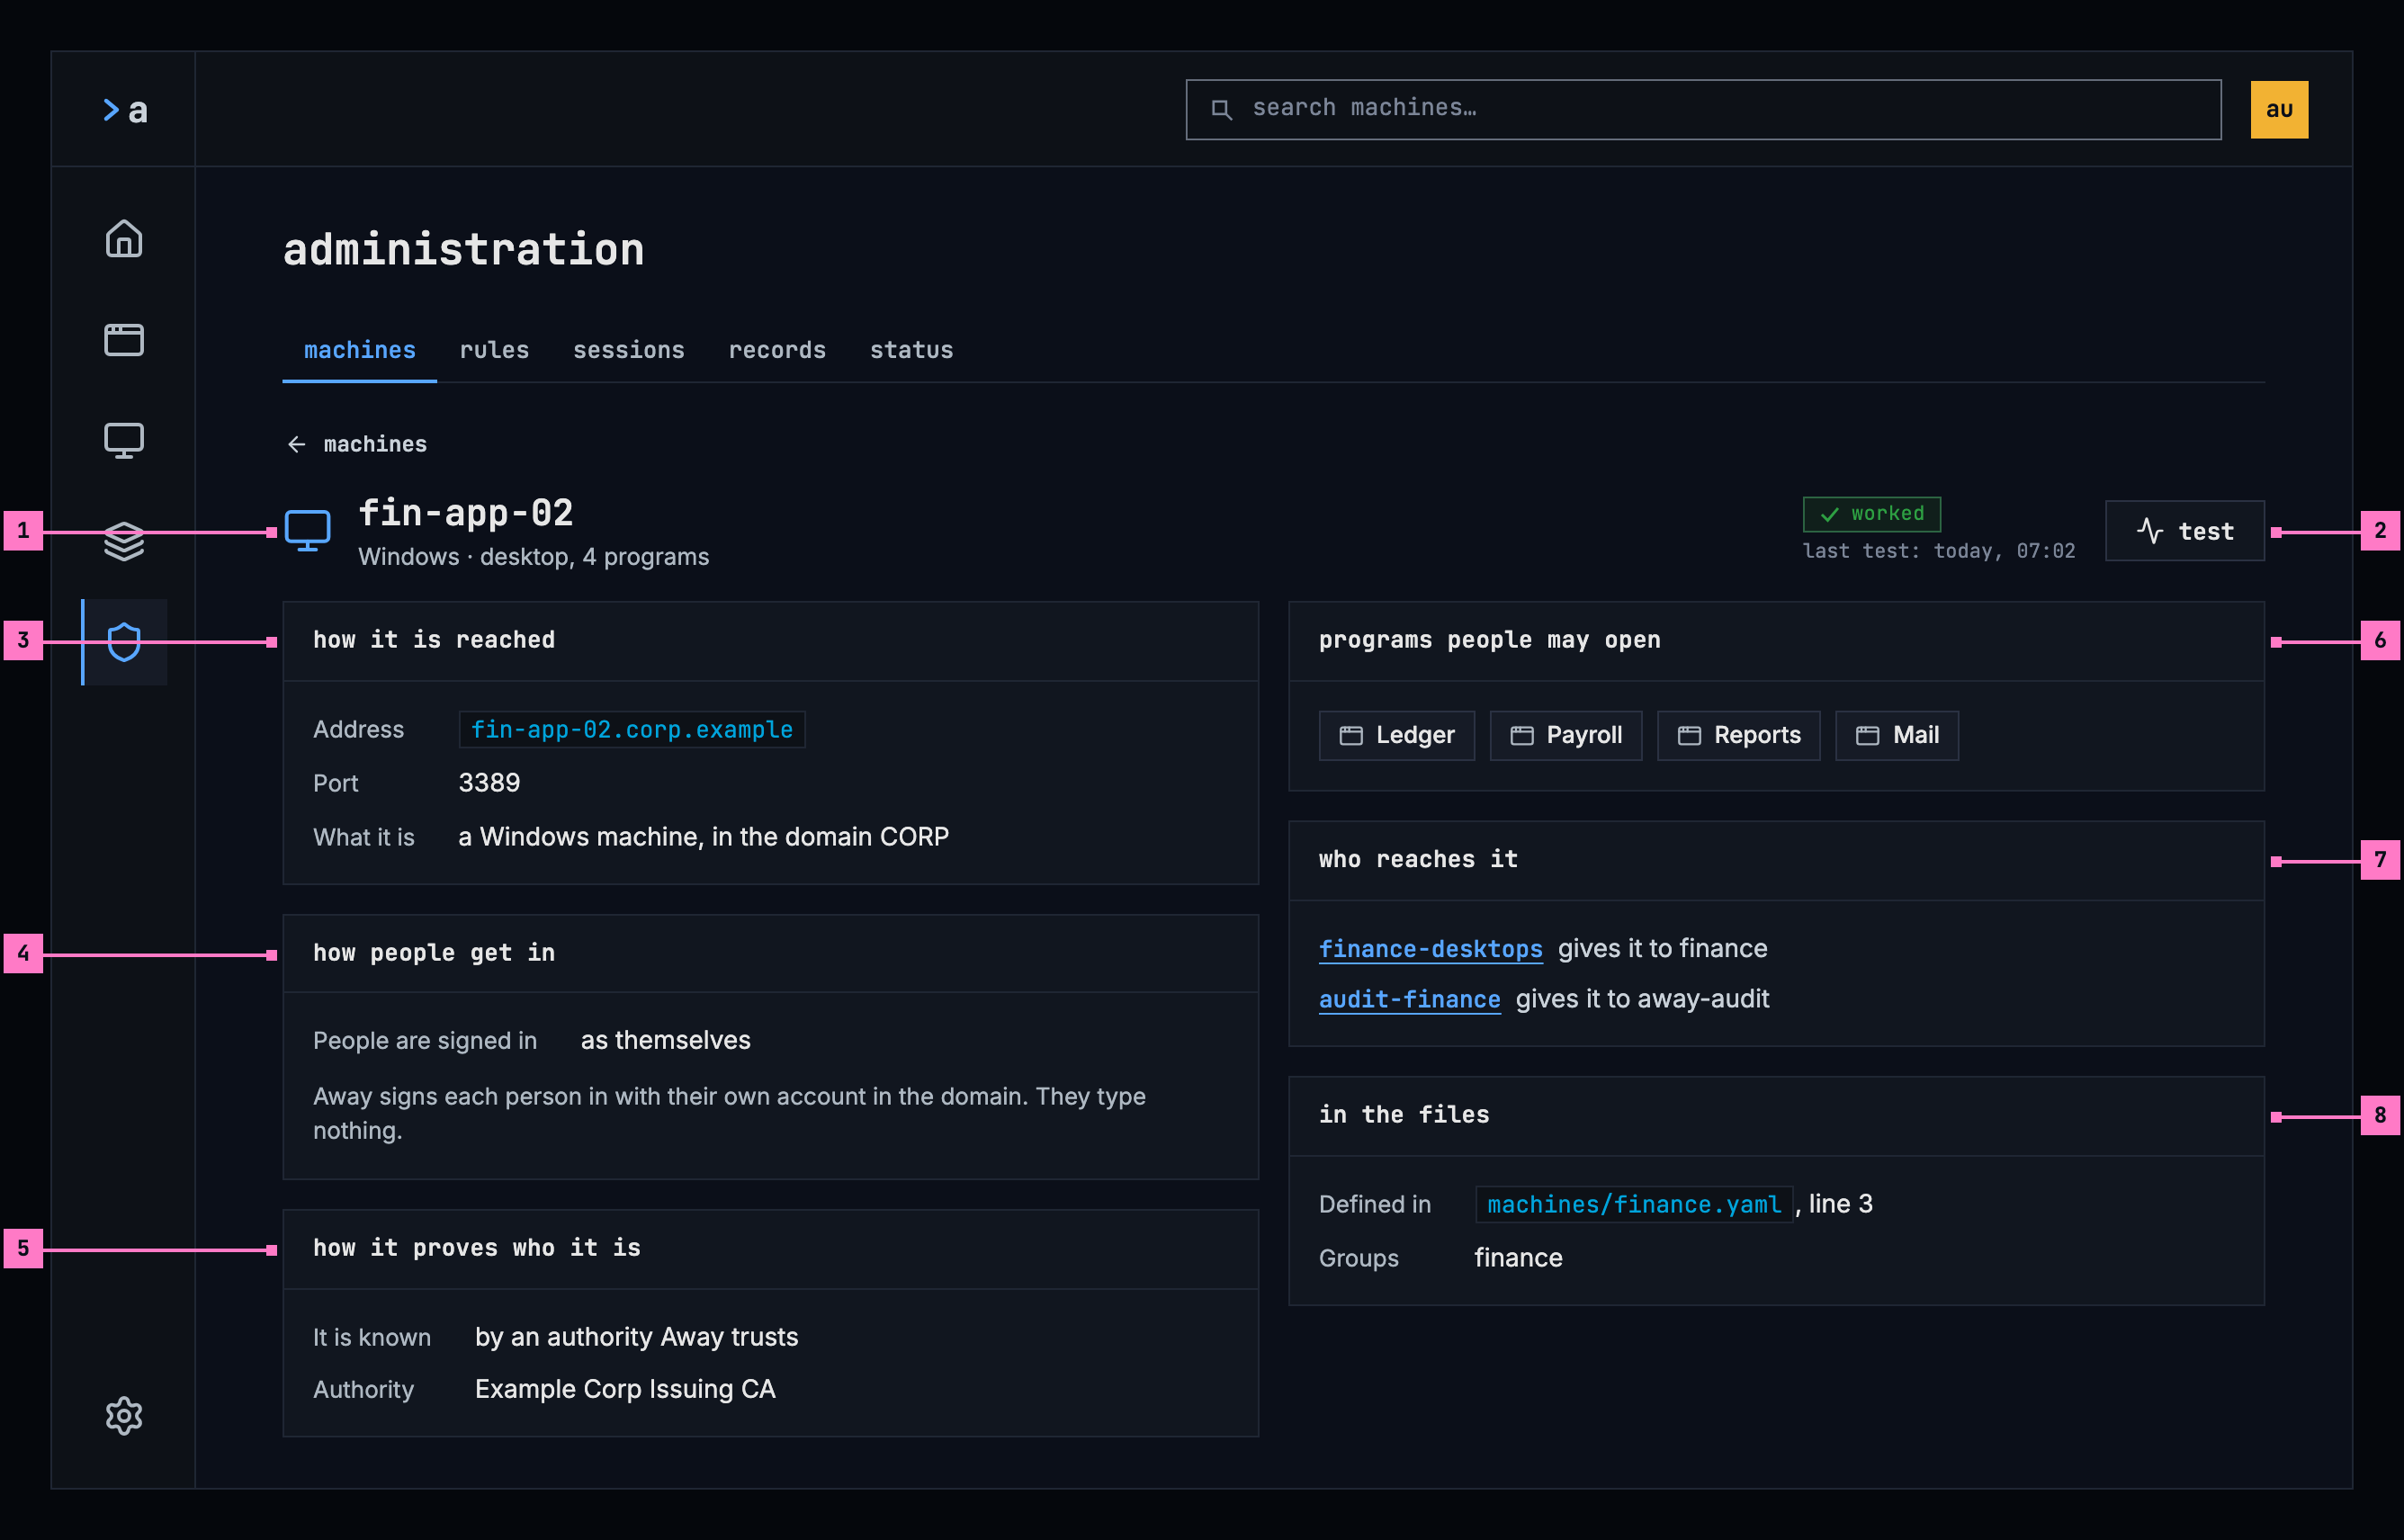 > a
search machines…
au
administration
machines
rules
sessions
records
status
← machines
1
fin-app-02
Windows · desktop, 4 programs
worked
last test: today, 07:02
test
2
3
how it is reached
Address
fin-app-02.corp.example
Port
3389
What it is
a Windows machine, in the domain CORP
4
how people get in
People are signed in
as themselves
Away signs each person in with their own account in the domain. They type
nothing.
5
how it proves who it is
It is known
by an authority Away trusts
Authority
Example Corp Issuing CA
programs people may open
6
Ledger
Payroll
Reports
Mail
who reaches it
7
finance-desktops gives it to finance
audit-finance gives it to away-audit
in the files
8
Defined in
machines/finance.yaml, line 3
Groups
finance